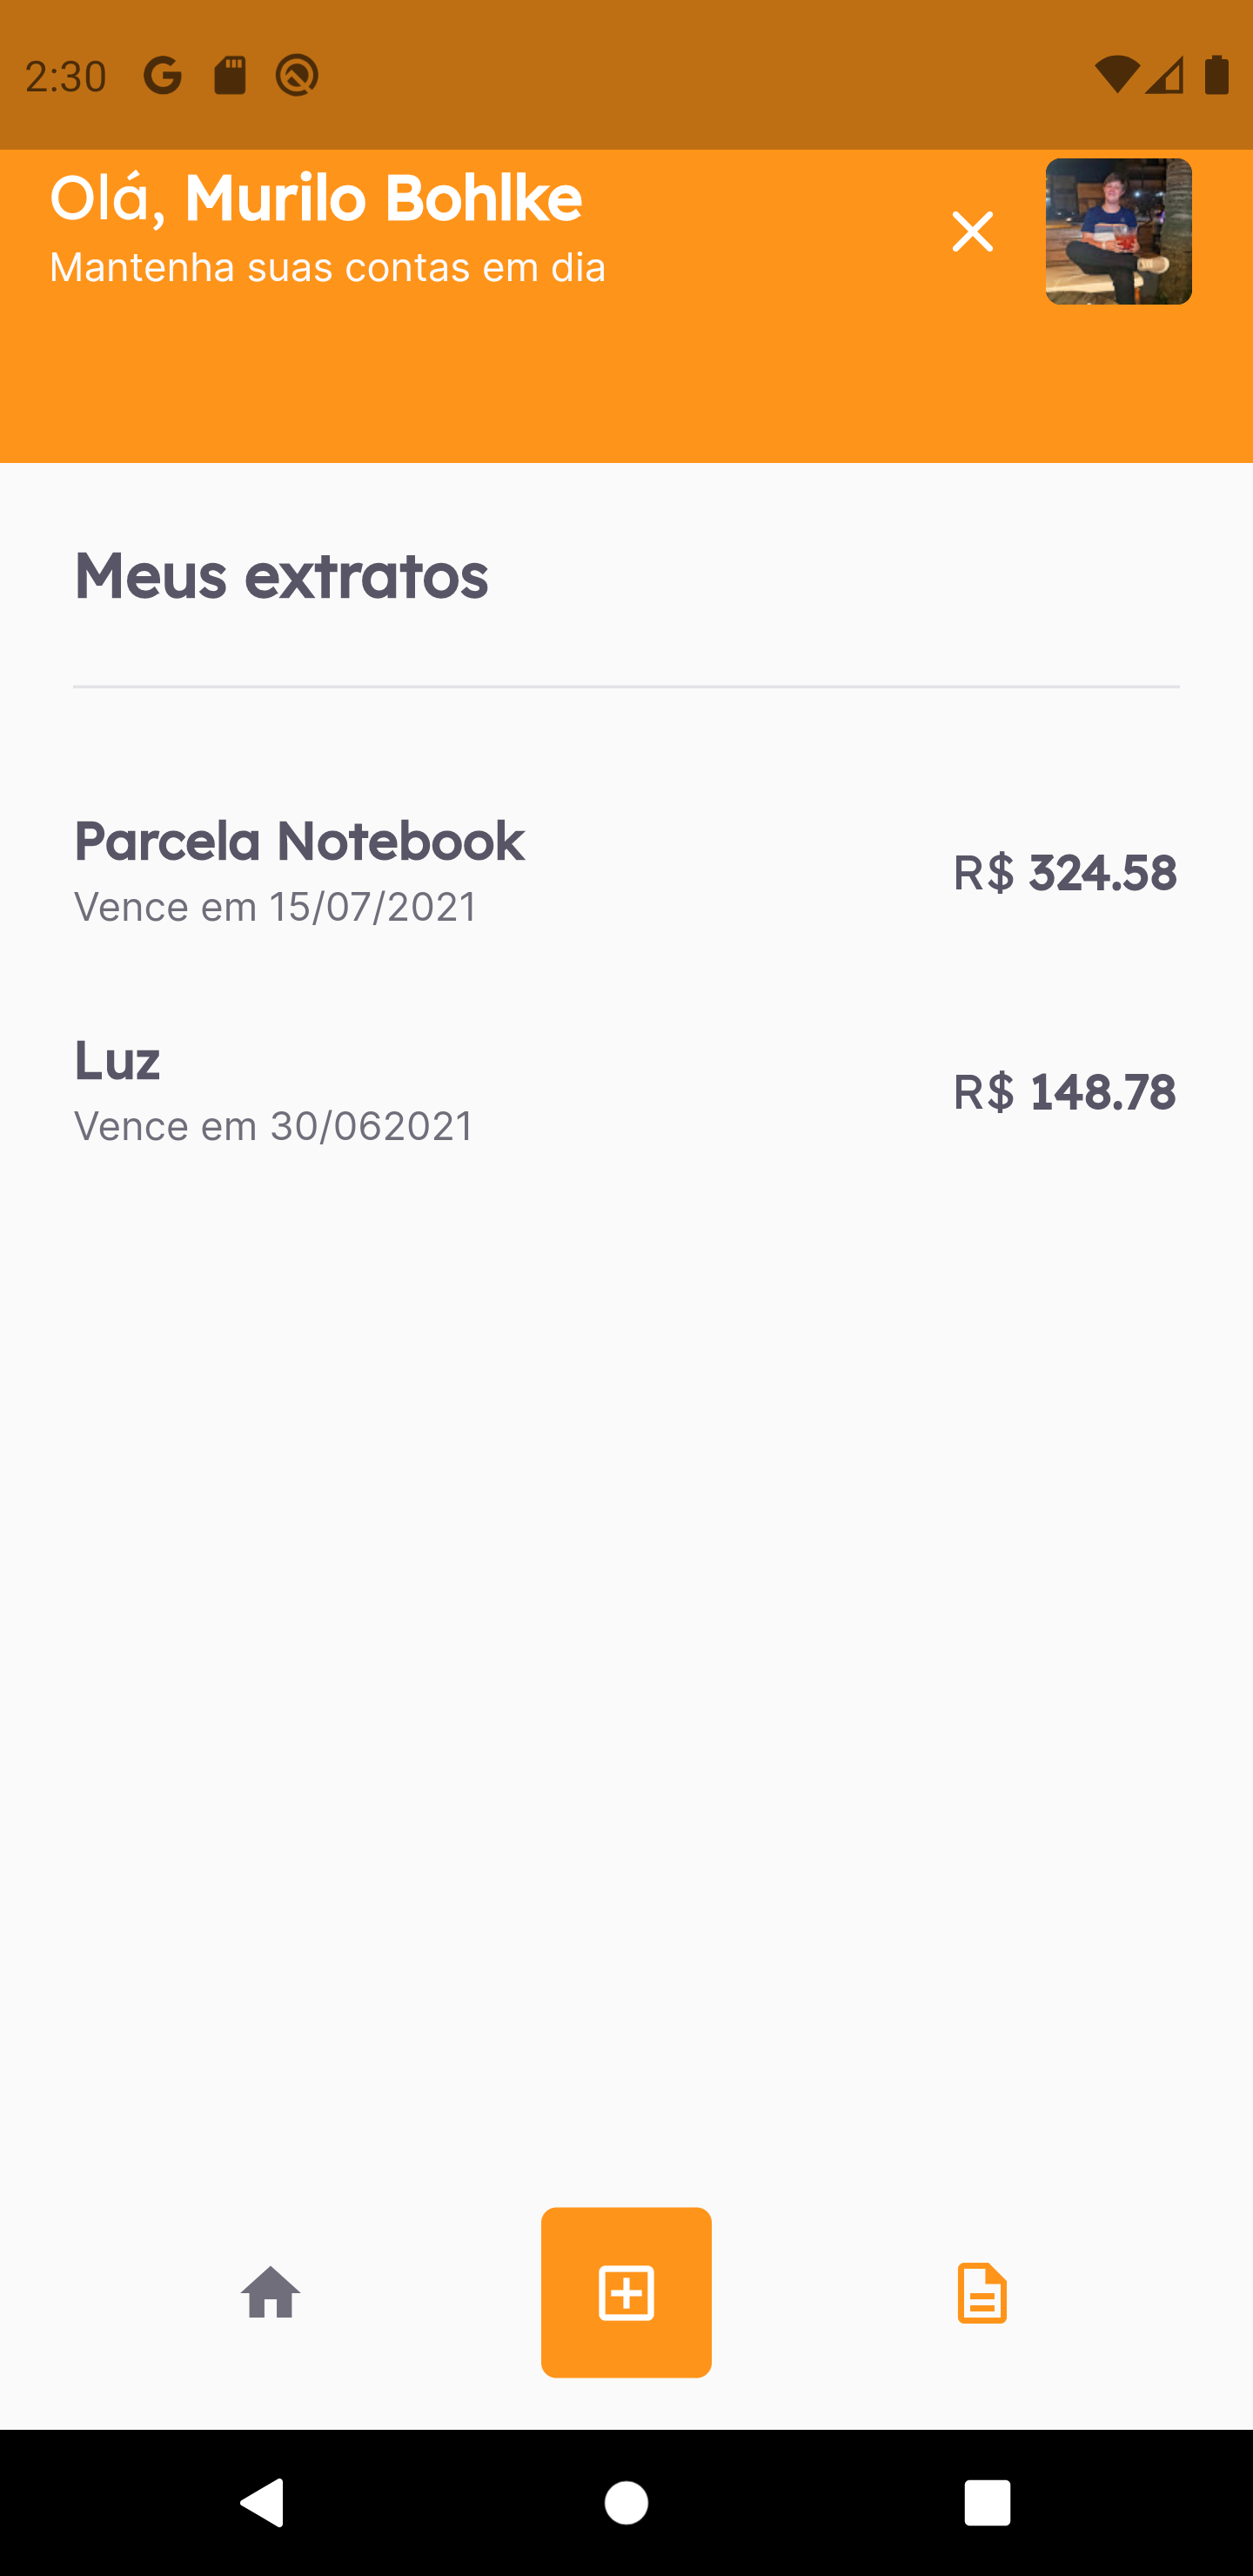 2:30
Olá, Murilo Bohlke
Mantenha suas contas em dia
Meus extratos
Parcela Notebook
R$ 324.58
Vence em 15/07/2021
Luz
R$ 148.78
Vence em 30/062021